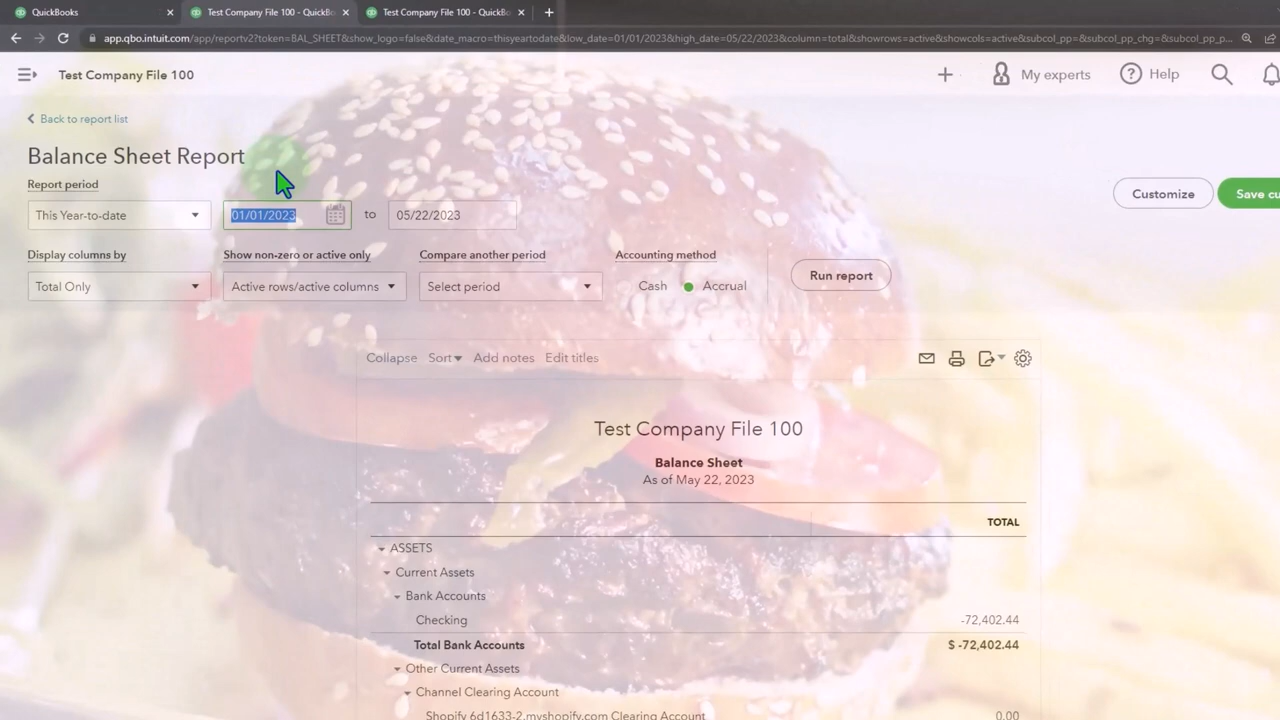 QuickBooks
Test Company File 100 - QuickBo
Test Company File 100 - QuickBo
app.qbo.intuit.com/app/reportv2?token=BAL_SHEET&show_logo=false&date_macro=thisyeartodate&low_date=01/01/2023&high_date=05/22/2023&column=total&showrows=active&showcols=active&subcol_pp=&subcol_pp_chg=&subcol_pp_p...
Test Company File 100
My experts
Help
Back to report list
Balance Sheet Report
Report period
This Year-to-date
01/01/2023
to
05/22/2023
Customize
Save cu
Display columns by
Show non-zero or active only
Compare another period
Accounting method
Total Only
Active rows/active columns
Select period
Cash
Accrual
Run report
Collapse Sort Add notes Edit titles
Test Company File 100
Balance Sheet
As of May 22, 2023
TOTAL
ASSETS
Current Assets
Bank Accounts
Checking -72,402.44
Total Bank Accounts $ -72,402.44
Other Current Assets
Channel Clearing Account
Shopify 6d1633-2.myshopify.com Clearing Account 0.00